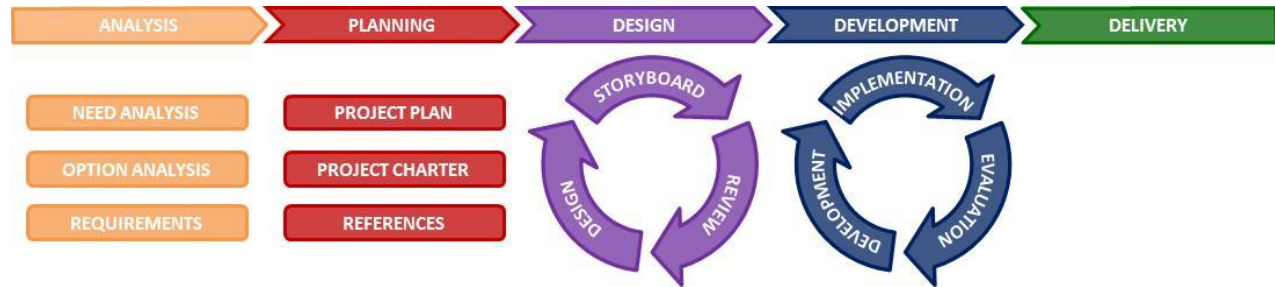 ANALYSIS
PLANNING
DESIGN
DEVELOPMENT
DELIVERY
NEED ANALYSIS
OPTION ANALYSIS
REQUIREMENTS
PROJECT PLAN
PROJECT CHARTER
REFERENCES
STORYBOARD
REVIEW
DESIGN
IMPLEMENTATION
EVALUATION
DEVELOPMENT